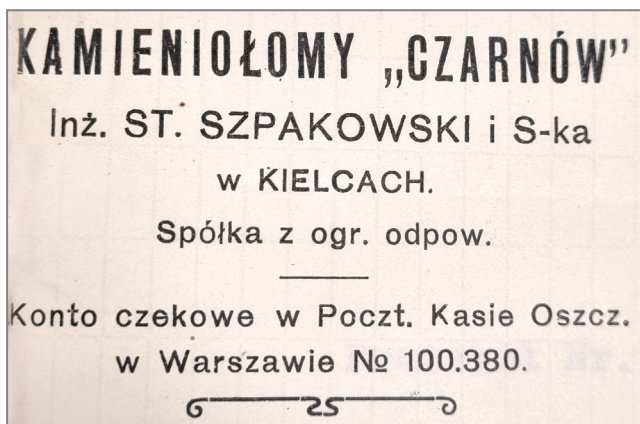 KAMIENIOŁOMY „CZARNÓW”
Inż. ST. SZPAKOWSKI i S-ka
w KIELCACH.
Spółka z ogr. odpow.
Konto czekowe w Poczt. Kasie Oszcz.
w Warszawie № 100.380.